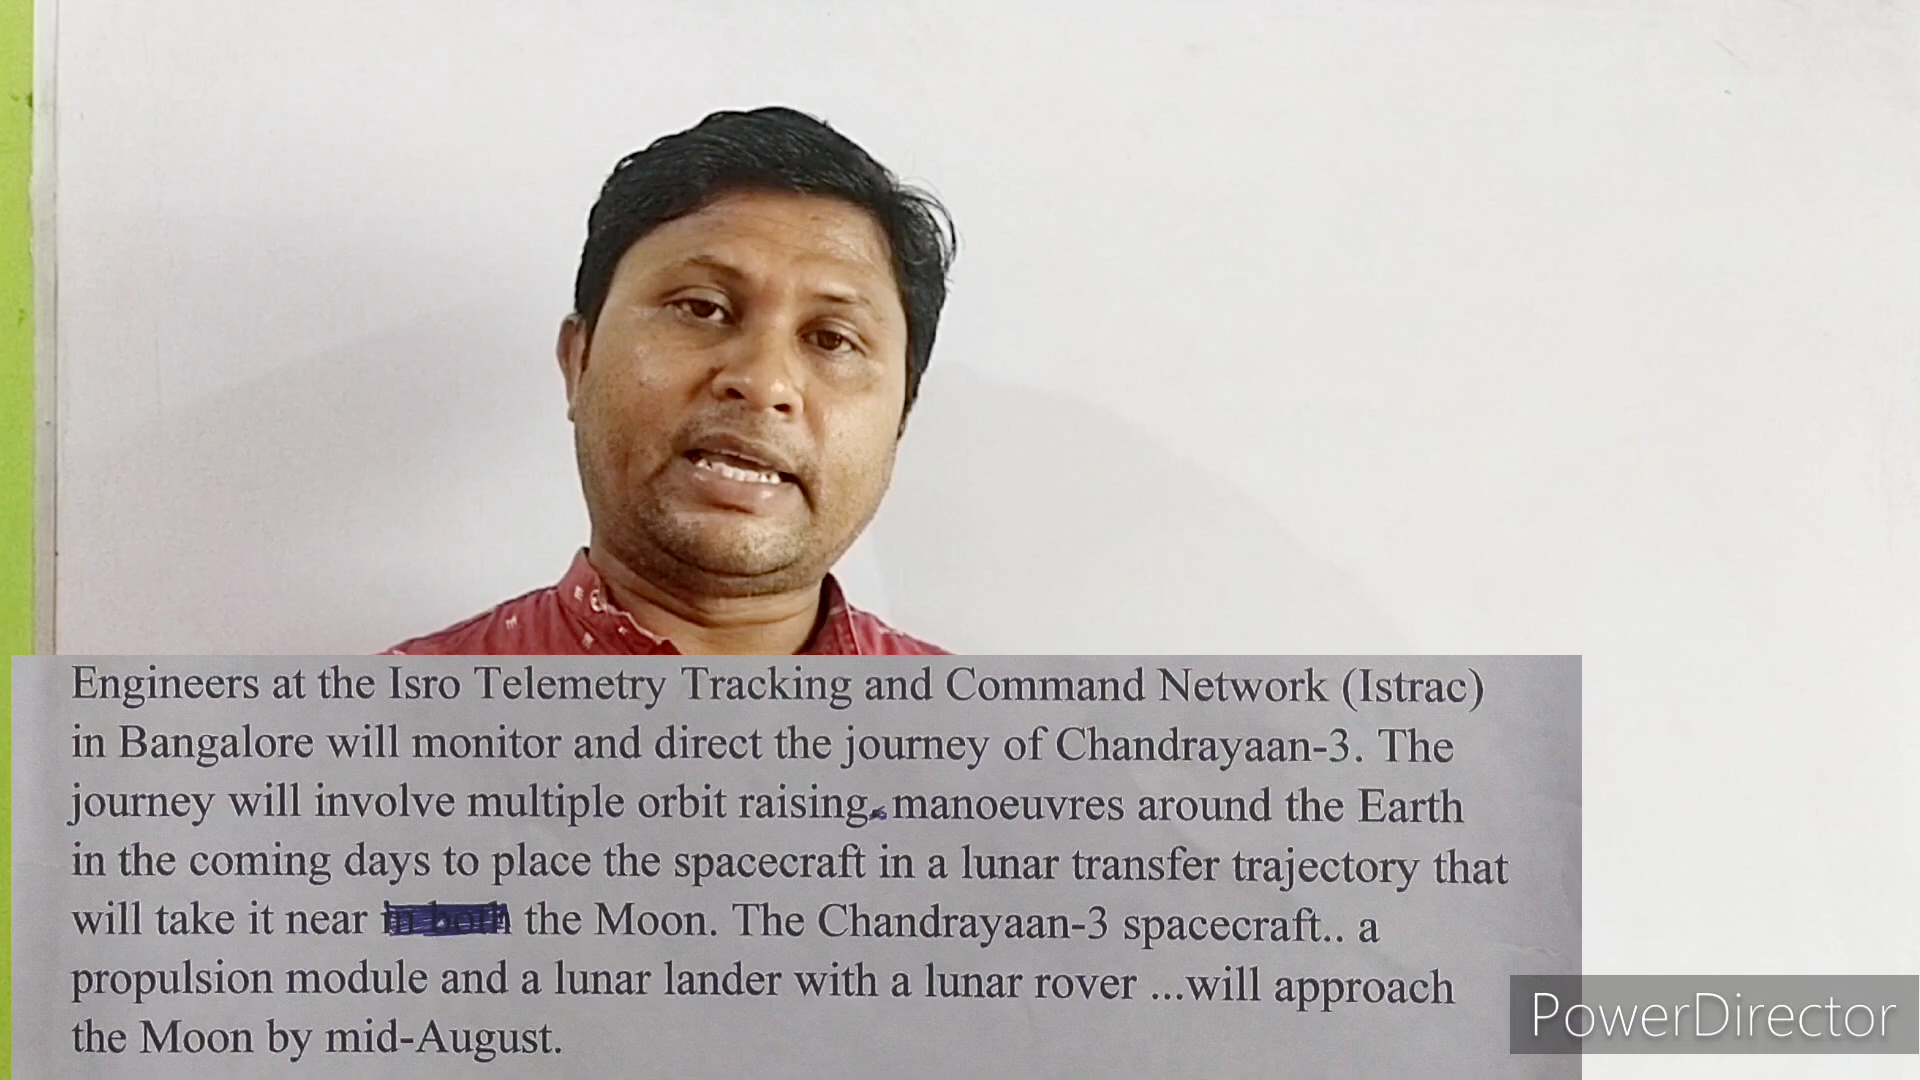 Engineers at the Isro Telemetry Tracking and Command Network (Istrac)
in Bangalore will monitor and direct the journey of Chandrayaan-3. The
journey will involve multiple orbit raising manoeuvres around the Earth
in the coming days to place the spacecraft in a lunar transfer trajectory that
will take it near in both the Moon. The Chandrayaan-3 spacecraft.. a
propulsion module and a lunar lander with a lunar rover ...will approach
the Moon by mid-August.
PowerDirector